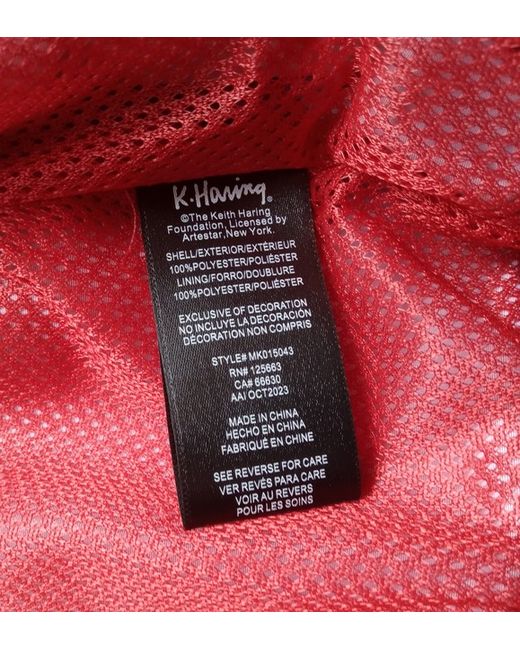 K.Haring®
©The Keith Haring
Foundation, Licensed by
Artestar,New York.
SHELL/EXTERIOR/EXTÉRIEUR
100%POLYESTER/POLIÉSTER
LINING/FORRO/DOUBLURE
100%POLYESTER/POLIÉSTER
EXCLUSIVE OF DECORATION
NO INCLUYE LA DECORACIÓN
DÉCORATION NON COMPRIS
STYLE# MK015043
RN# 125663
CA# 66630
AA/ OCT2023
MADE IN CHINA
HECHO EN CHINA
FABRIQUÉ EN CHINE
SEE REVERSE FOR CARE
VER REVÉS PARA CARE
VOIR AU REVERS
POUR LES SOINS